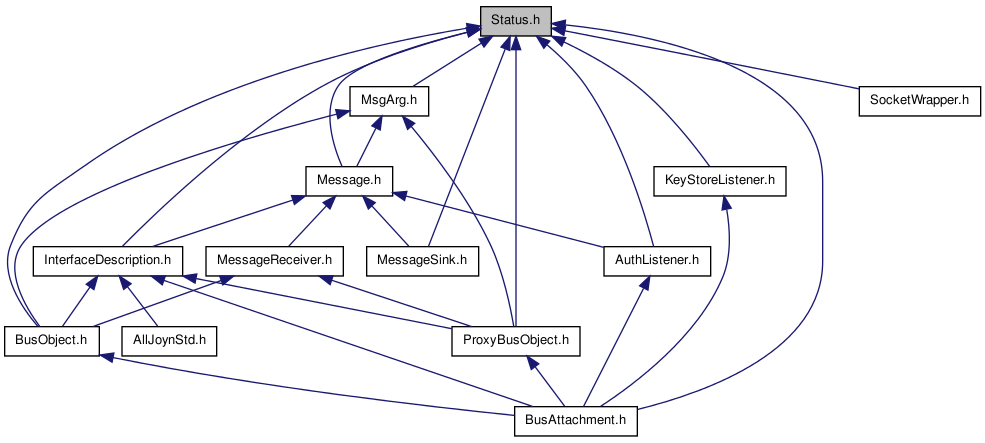 Status.h
MsgArg.h
SocketWrapper.h
Message.h
KeyStoreListener.h
InterfaceDescription.h
MessageReceiver.h
MessageSink.h
AuthListener.h
BusObject.h
AllJoynStd.h
ProxyBusObject.h
BusAttachment.h